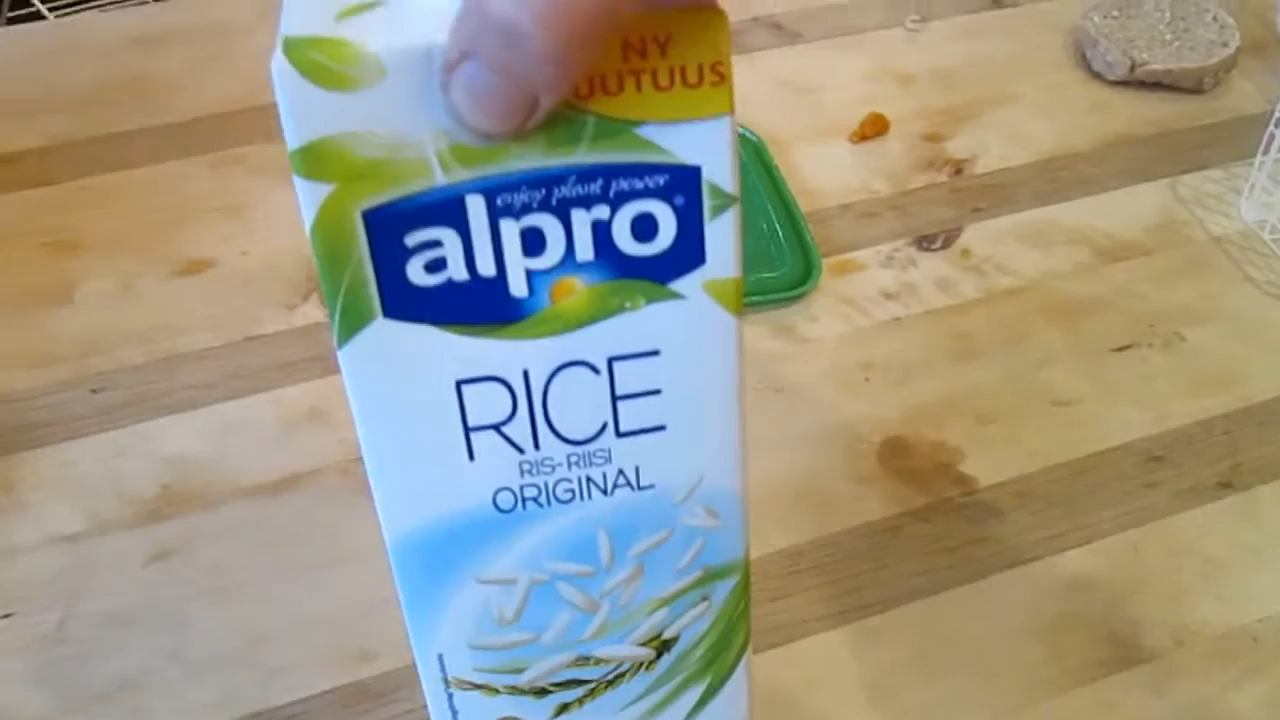 NY
UUTUUS
enjoy plant power
alpro
RICE
RIS-RIISI
ORIGINAL